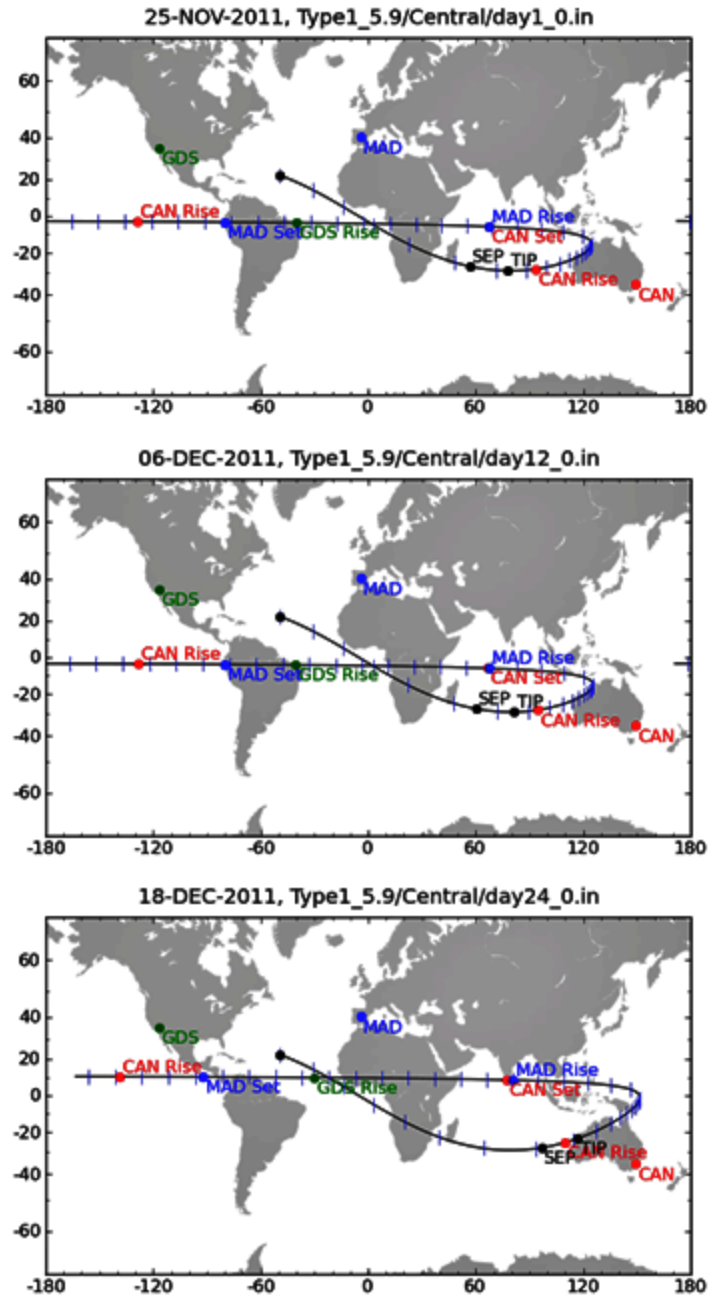 25-NOV-2011, Type1_5.9/Central/day1_0.in
60
40
MAD
GDS
20
CAN Rise
MAD Rise
0
MAD Set
GDS Rise
CAN Set
-20
SEP
TIP
CAN Rise
CAN
-40
-60
-180 -120 -60 0 60 120 180
06-DEC-2011, Type1_5.9/Central/day12_0.in
60
40
MAD
GDS
20
CAN Rise
MAD Rise
0
MAD Set
GDS Rise
CAN Set
-20
SEP
TIP
CAN Rise
CAN
-40
-60
-180 -120 -60 0 60 120 180
18-DEC-2011, Type1_5.9/Central/day24_0.in
60
40
MAD
GDS
20
CAN Rise
MAD Rise
MAD Set
GDS Rise
CAN Set
0
-20
SEP
TIP
CAN Rise
CAN
-40
-60
-180 -120 -60 0 60 120 180